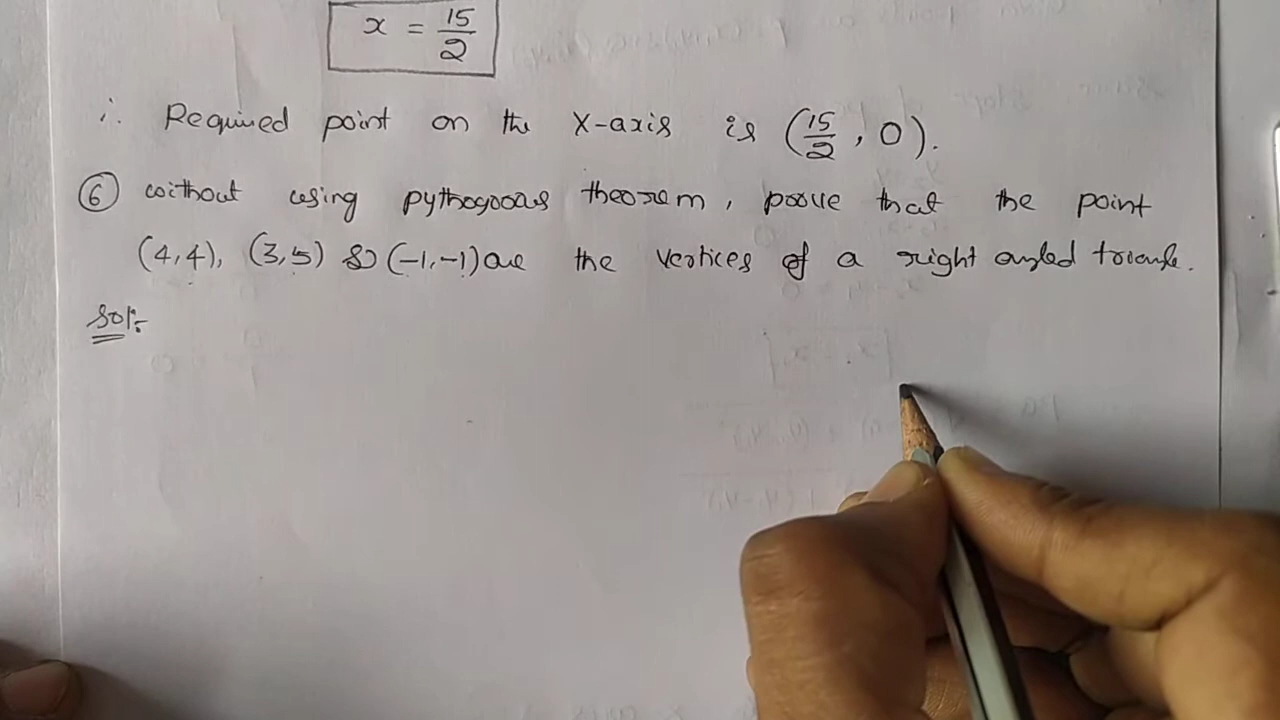 x = 15/2
∴ Required point on the X-axis is (15/2, 0).
⑥ without using pythogoras theorem, prove that the point
(4,4), (3,5) & (-1,-1) are the vertices of a right angled triangle.
Sol:-